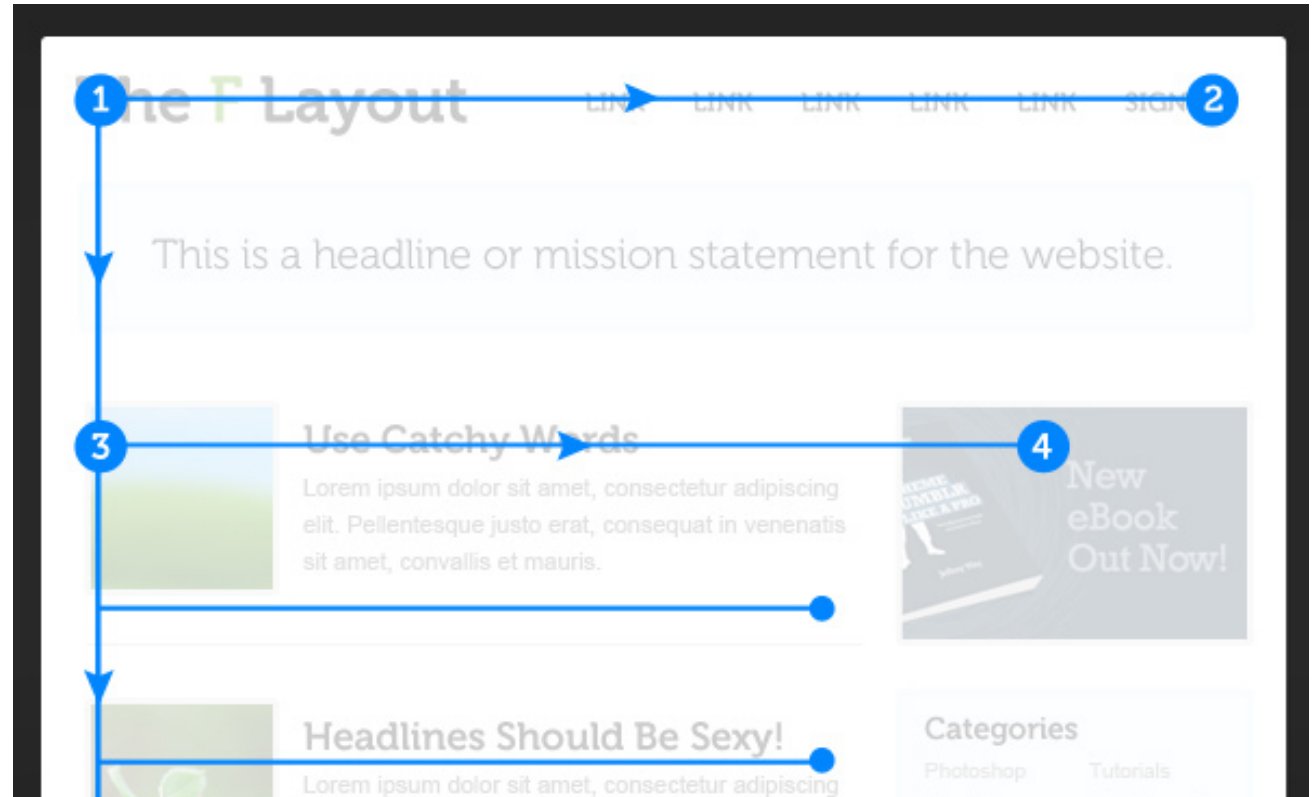 The F Layout
LINK LINK LINK LINK LINK SIGN
1
2
This is a headline or mission statement for the website.
3
4
Use Catchy Words
Lorem ipsum dolor sit amet, consectetur adipiscing
elit. Pellentesque justo erat, consequat in venenatis
sit amet, convallis et mauris.
New
eBook
Out Now!
Headlines Should Be Sexy!
Lorem ipsum dolor sit amet, consectetur adipiscing
Categories
Photoshop Tutorials